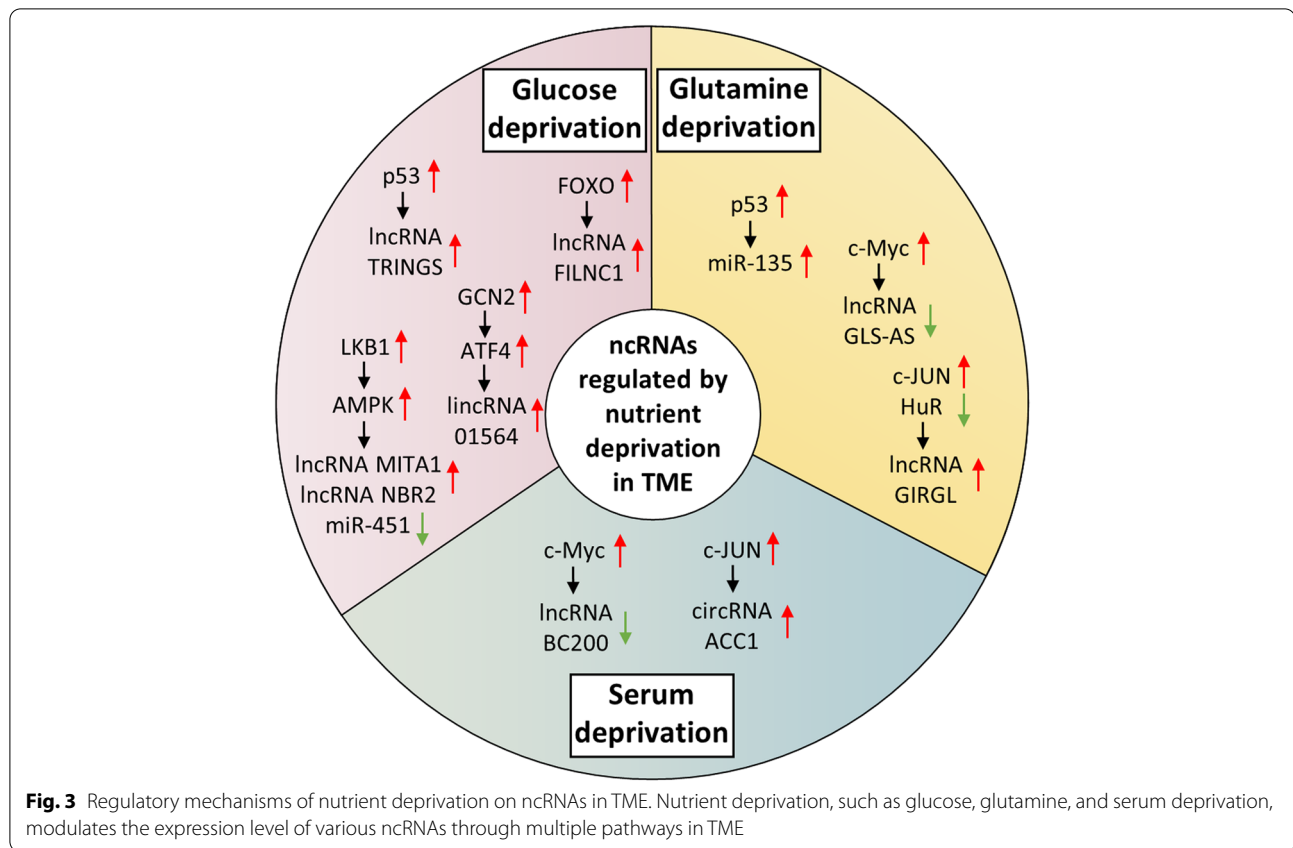 Glucose
deprivation
p53
lncRNA
TRINGS
FOXO
lncRNA
FILNC1
GCN2
ATF4
lincRNA
01564
LKB1
AMPK
lncRNA MITA1
lncRNA NBR2
miR-451
Glutamine
deprivation
p53
miR-135
c-Myc
lncRNA
GLS-AS
c-JUN
HuR
lncRNA
GIRGL
ncRNAs
regulated by
nutrient
deprivation
in TME
c-Myc
lncRNA
BC200
c-JUN
circRNA
ACC1
Serum
deprivation
Fig. 3 Regulatory mechanisms of nutrient deprivation on ncRNAs in TME. Nutrient deprivation, such as glucose, glutamine, and serum deprivation,
modulates the expression level of various ncRNAs through multiple pathways in TME